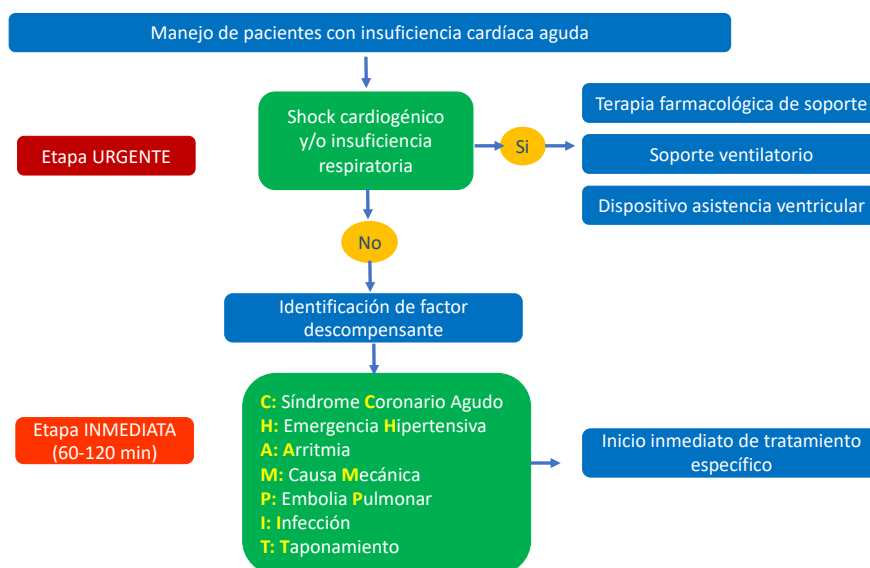 Manejo de pacientes con insuficiencia cardíaca aguda
Shock cardiogénico
y/o insuficiencia
respiratoria
Etapa URGENTE
Si
Terapia farmacológica de soporte
Soporte ventilatorio
Dispositivo asistencia ventricular
No
Identificación de factor
descompensante
Etapa INMEDIATA
(60-120 min)
C: Síndrome Coronario Agudo
H: Emergencia Hipertensiva
A: Arritmia
M: Causa Mecánica
P: Embolia Pulmonar
I: Infección
T: Taponamiento
Inicio inmediato de tratamiento
específico